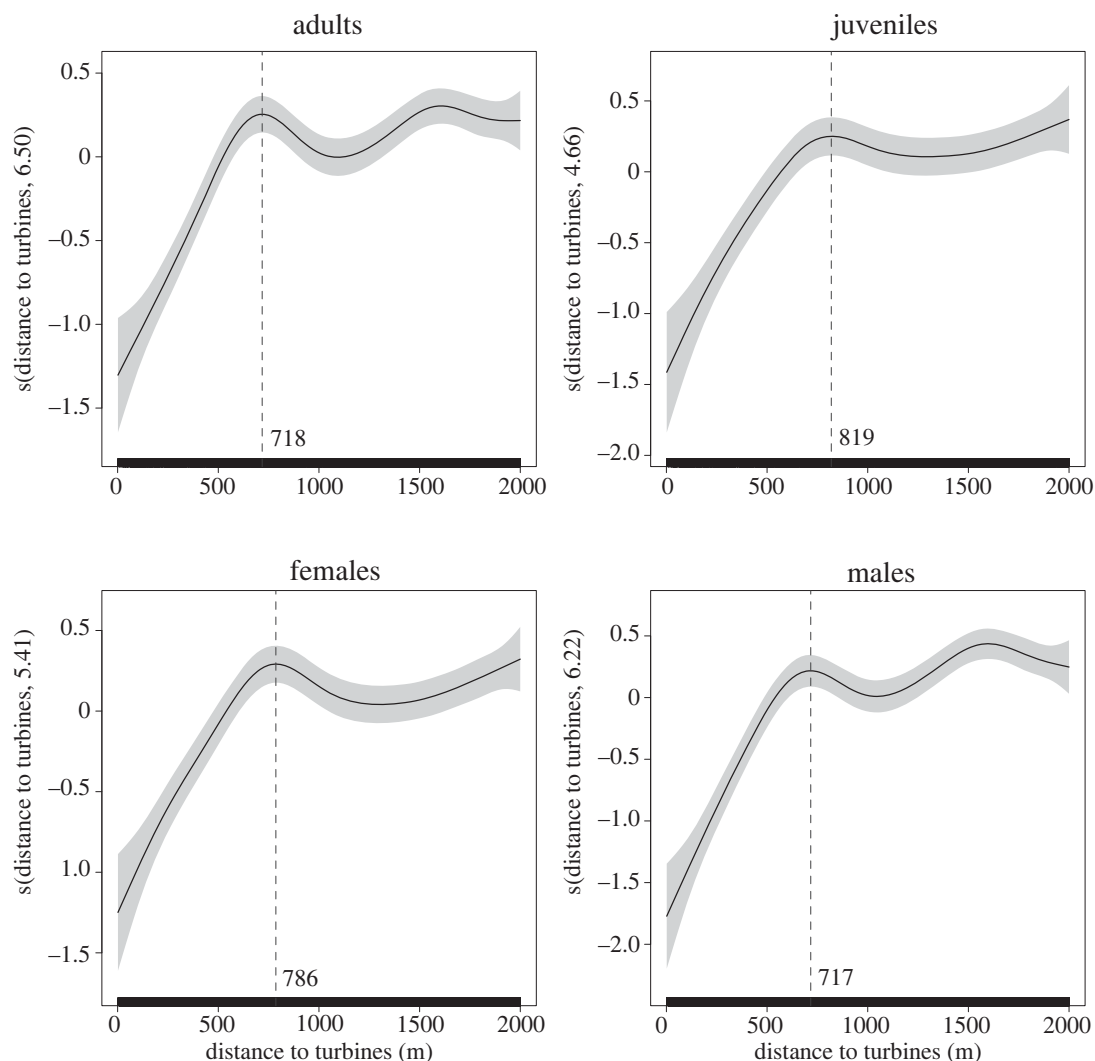 adults
s(distance to turbines, 6.50)
0.5
0
–0.5
–1.0
–1.5
718
0 500 1000 1500 2000
juveniles
s(distance to turbines, 4.66)
0.5
0
–0.5
–1.0
–1.5
–2.0
819
0 500 1000 1500 2000
females
s(distance to turbines, 5.41)
0.5
0
–0.5
1.0
–1.5
786
0 500 1000 1500 2000
distance to turbines (m)
males
s(distance to turbines, 6.22)
0.5
0
–0.5
–1.0
–1.5
–2.0
717
0 500 1000 1500 2000
distance to turbines (m)